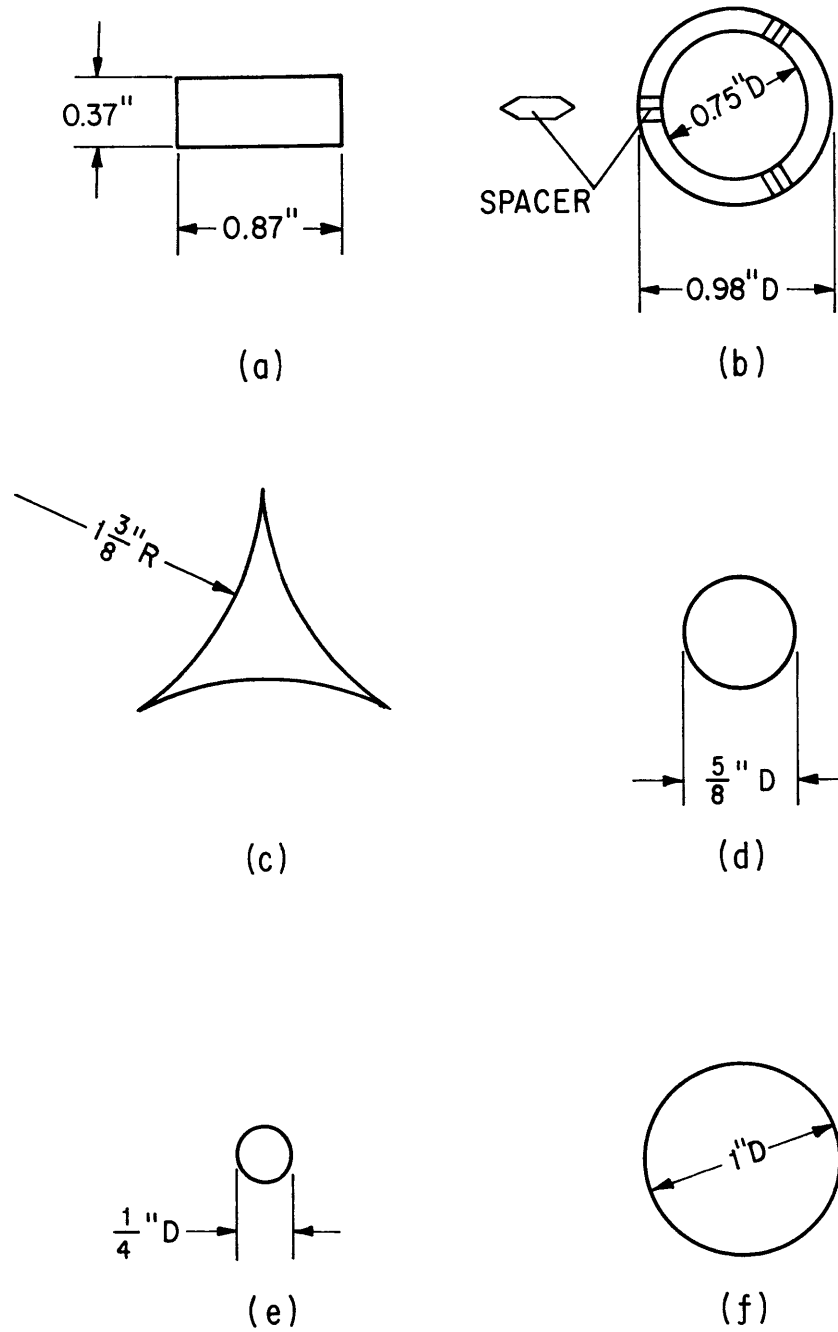 0.37"
0.87"
(a)
0.75"D
SPACER
0.98"D
(b)
1 3/8" R
(c)
5/8" D
(d)
1/4" D
(e)
1"D
(f)